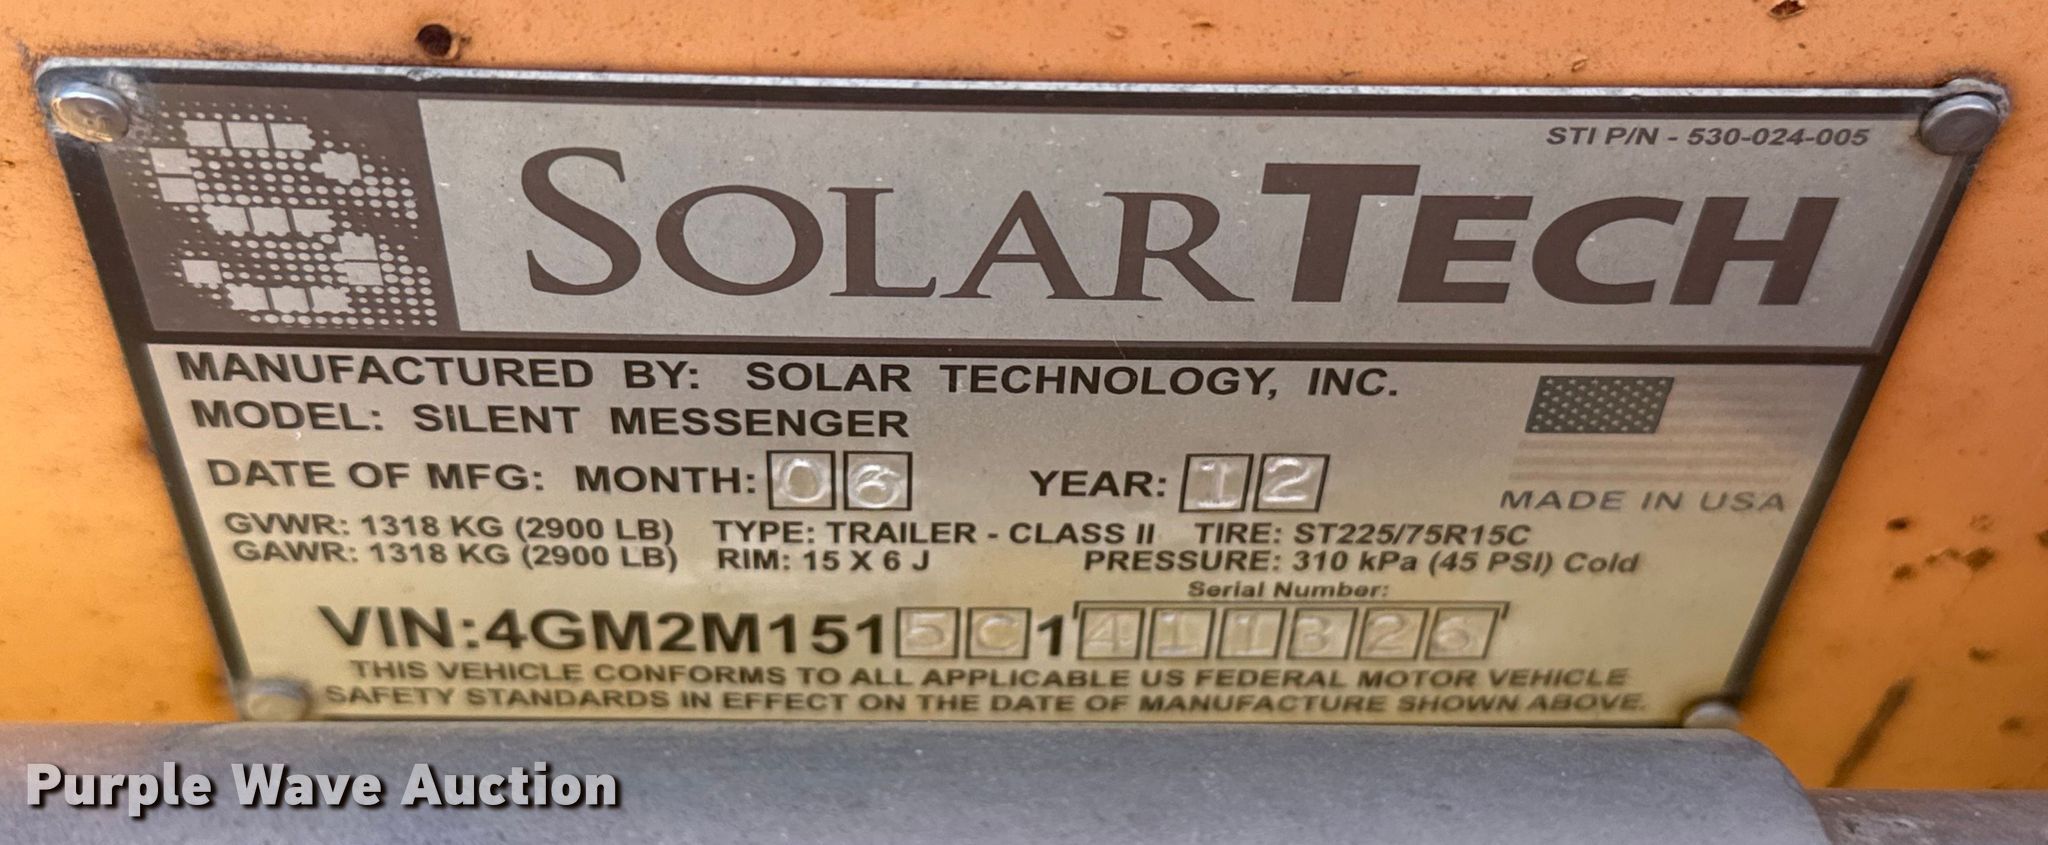 STI P/N - 530-024-005
SOLARTECH
MANUFACTURED BY: SOLAR TECHNOLOGY, INC.
MODEL: SILENT MESSENGER
DATE OF MFG: MONTH: 06 YEAR: 12
MADE IN USA
GVWR: 1318 KG (2900 LB) TYPE: TRAILER - CLASS II TIRE: ST225/75R15C
GAWR: 1318 KG (2900 LB) RIM: 15 X 6 J PRESSURE: 310 kPa (45 PSI) Cold
Serial Number:
VIN:4GM2M1515C1411326
THIS VEHICLE CONFORMS TO ALL APPLICABLE US FEDERAL MOTOR VEHICLE
SAFETY STANDARDS IN EFFECT ON THE DATE OF MANUFACTURE SHOWN ABOVE.
Purple Wave Auction